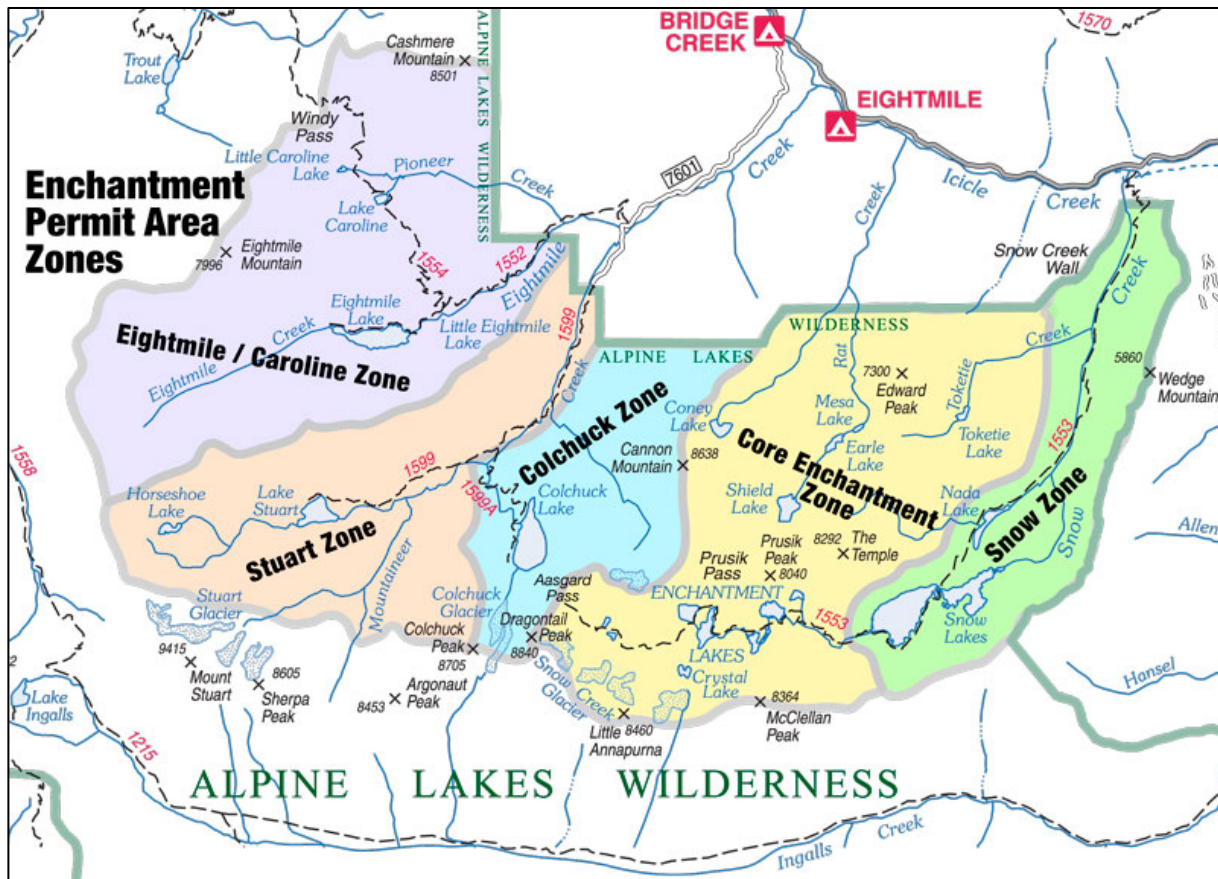 1570
BRIDGE
CREEK
Cashmere
Mountain
8501
ALPINE LAKES WILDERNESS
Trout
Lake
EIGHTMILE
Windy
Pass
Little Caroline
Lake
Pioneer
Creek
7601
Creek
Creek
Icicle
Creek
Enchantment
Permit Area
Zones
Lake
Caroline
Eightmile
Mountain
7996
1554
1552
Eightmile
Snow Creek
Wall
Creek
Eightmile
Lake
Little Eightmile
Lake
Creek
Eightmile
Eightmile / Caroline Zone
1599
Creek
WILDERNESS
ALPINE LAKES
Rat
7300
Edward
Peak
Creek
Toketie
Toketie
Lake
5860
Wedge
Mountain
Colchuck Zone
Coney
Lake
Mesa
Lake
Earle
Lake
Cannon
Mountain
8638
Core Enchantment
Zone
1553
1558
1599
1599A
Horseshoe
Lake
Lake
Stuart
Colchuck
Lake
Shield
Lake
Nada
Lake
Snow Zone
Snow
Allen
Stuart Zone
Mountaineer
Prusik
Pass
Prusik
Peak
8040
8292
The
Temple
Aasgard
Pass
ENCHANTMENT
LAKES
1553
Snow
Lakes
Stuart
Glacier
Colchuck
Glacier
Dragontail
Peak
8840
Colchuck
Peak
8705
Crystal
Lake
Snow Creek
Glacier
9415
Mount
Stuart
8605
Sherpa
Peak
8453
Argonaut
Peak
Little
Annapurna
8460
8364
McClellan
Peak
Hansel
2
Lake
Ingalls
1215
ALPINE LAKES WILDERNESS
Ingalls
Creek